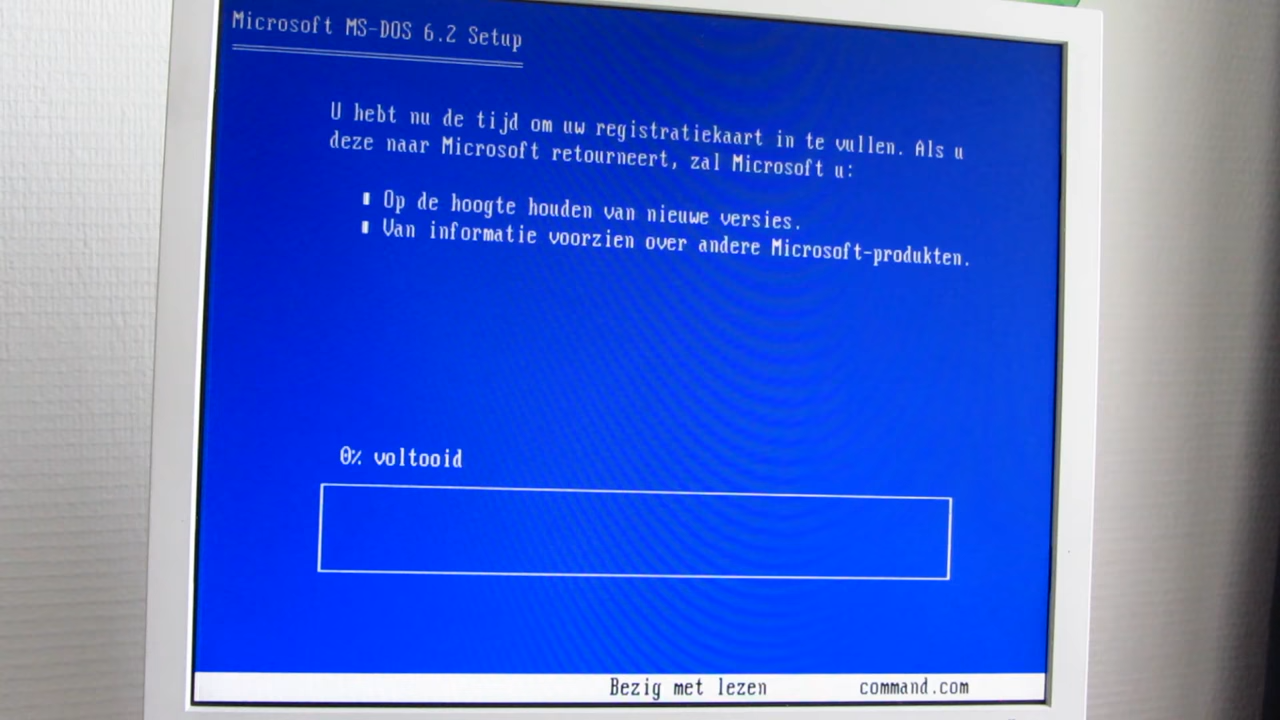 Microsoft MS-DOS 6.2 Setup
U hebt nu de tijd om uw registratiekaart in te vullen. Als u
deze naar Microsoft retourneert, zal Microsoft u:
Op de hoogte houden van nieuwe versies.
Van informatie voorzien over andere Microsoft-produkten.
0% voltooid
Bezig met lezen command.com